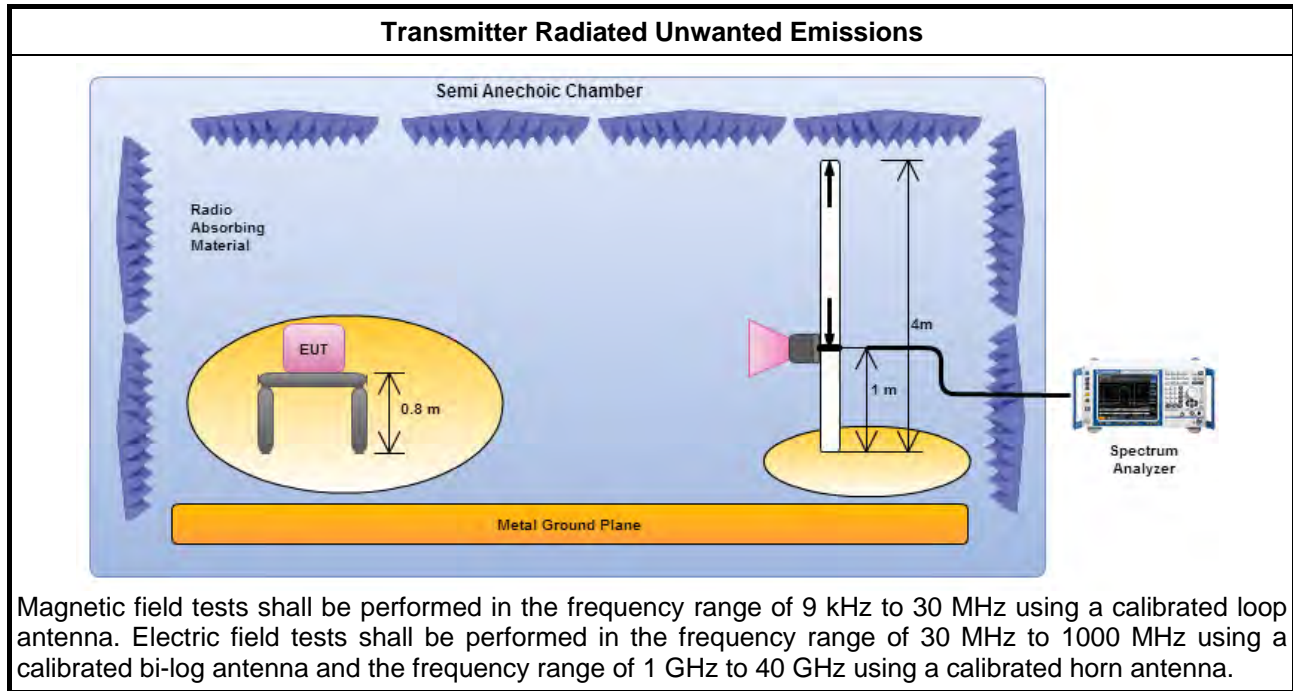 Transmitter Radiated Unwanted Emissions
Semi Anechoic Chamber
Radio
Absorbing
Material
EUT
0.8 m
4m
1 m
Spectrum
Analyzer
Metal Ground Plane
Magnetic field tests shall be performed in the frequency range of 9 kHz to 30 MHz using a calibrated loop
antenna. Electric field tests shall be performed in the frequency range of 30 MHz to 1000 MHz using a
calibrated bi-log antenna and the frequency range of 1 GHz to 40 GHz using a calibrated horn antenna.